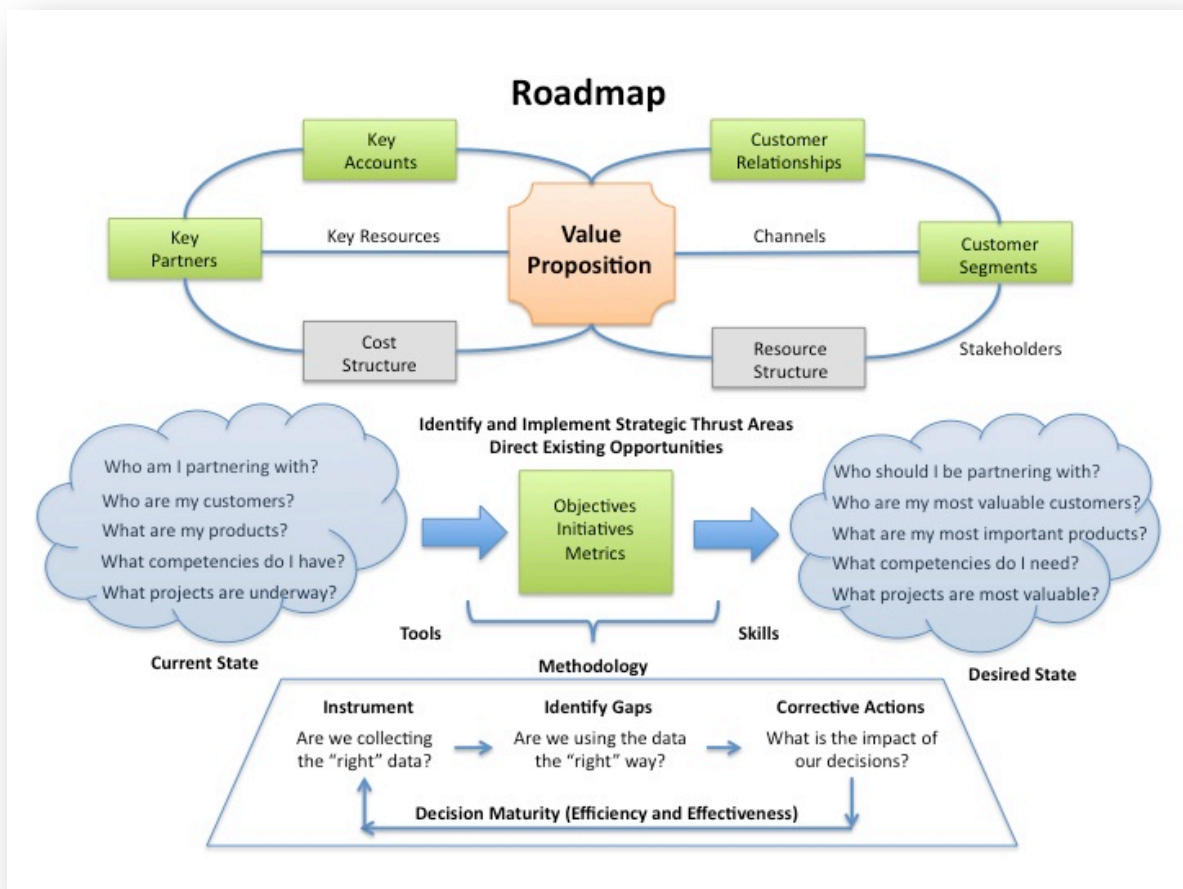 Roadmap
Key
Accounts
Customer
Relationships
Key
Partners
Key Resources
Value
Proposition
Channels
Customer
Segments
Cost
Structure
Resource
Structure
Stakeholders
Identify and Implement Strategic Thrust Areas
Direct Existing Opportunities
Who am I partnering with?
Who are my customers?
What are my products?
What competencies do I have?
What projects are underway?
Current State
Objectives
Initiatives
Metrics
Who should I be partnering with?
Who are my most valuable customers?
What are my most important products?
What competencies do I need?
What projects are most valuable?
Desired State
Tools
Skills
Methodology
Instrument
Are we collecting
the “right” data?
Identify Gaps
Are we using the data
the “right” way?
Corrective Actions
What is the impact of
our decisions?
Decision Maturity (Efficiency and Effectiveness)